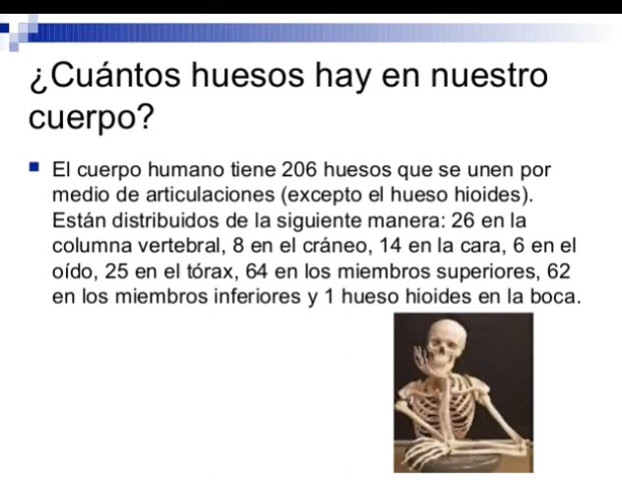 ¿Cuántos huesos hay en nuestro
cuerpo?
El cuerpo humano tiene 206 huesos que se unen por
medio de articulaciones (excepto el hueso hioides).
Están distribuidos de la siguiente manera: 26 en la
columna vertebral, 8 en el cráneo, 14 en la cara, 6 en el
oído, 25 en el tórax, 64 en los miembros superiores, 62
en los miembros inferiores y 1 hueso hioides en la boca.